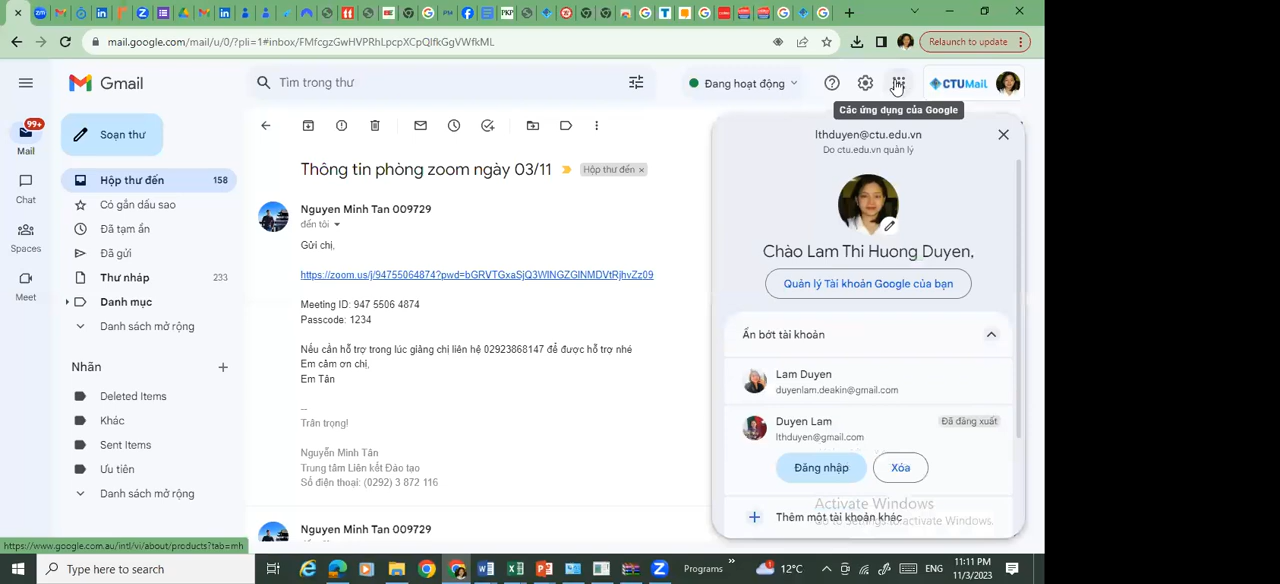 mail.google.com/mail/u/0/?pli=1#inbox/FMfcgzGwHVPRhLpcpXCpQlfkGgVWfkML
Relaunch to update
Gmail
Tìm trong thư
Đang hoạt động
CTUMail
Các ứng dụng của Google
99+
Mail
Chat
Spaces
Meet
Soạn thư
Hộp thư đến 158
Có gắn dấu sao
Đã tạm ẩn
Đã gửi
Thư nháp 233
Danh mục
Danh sách mở rộng
Nhãn
Deleted Items
Khác
Sent Items
Ưu tiên
Danh sách mở rộng
Thông tin phòng zoom ngày 03/11
Hộp thư đến ×
Nguyen Minh Tan 009729
đến tôi
Gửi chị,
https://zoom.us/j/94755064874?pwd=bGRVTGxaSjQ3WlNGZGlNMDVtRjhvZz09
Meeting ID: 947 5506 4874
Passcode: 1234
Nếu cần hỗ trợ trong lúc giảng chị liên hệ 02923868147 để được hỗ trợ nhé
Em cảm ơn chị,
Em Tân
--
Trân trọng!
Nguyễn Minh Tân
Trung tâm Liên kết Đào tạo
Số điện thoại: (0292) 3 872 116
Nguyen Minh Tan 009729
lthduyen@ctu.edu.vn
Do ctu.edu.vn quản lý
Chào Lam Thi Huong Duyen,
Quản lý Tài khoản Google của bạn
Ẩn bớt tài khoản
Lam Duyen
duyenlam.deakin@gmail.com
Duyen Lam
Đã đăng xuất
lthduyen@gmail.com
Đăng nhập
Xóa
Thêm một tài khoản khác
Activate Windows
Go to Settings to activate Windows.
https://www.google.com.au/intl/vi/about/products?tab=mh
Type here to search
Programs
12°C
ENG
11:11 PM
11/3/2023